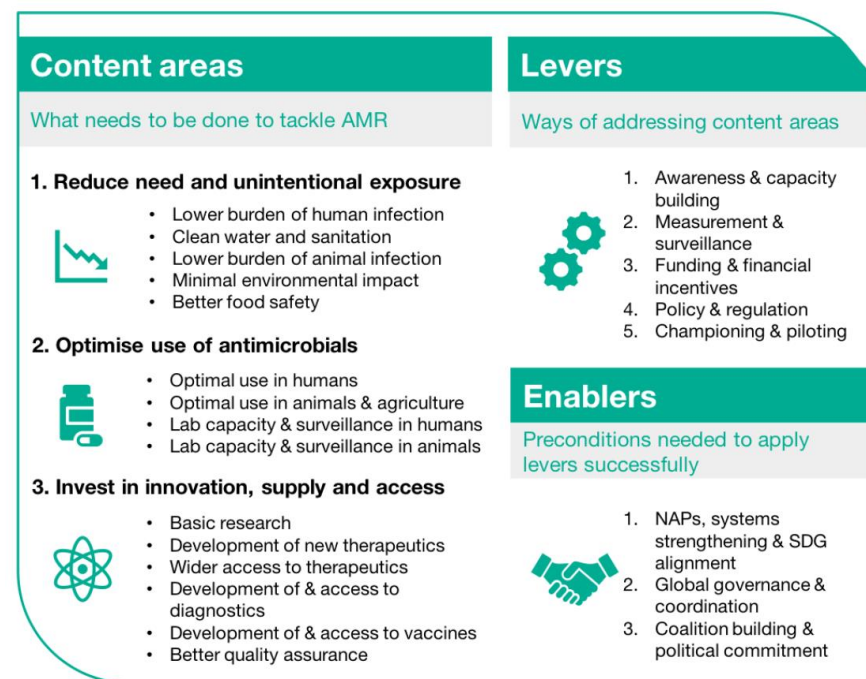 Content areas
What needs to be done to tackle AMR
1. Reduce need and unintentional exposure
• Lower burden of human infection
• Clean water and sanitation
• Lower burden of animal infection
• Minimal environmental impact
• Better food safety
2. Optimise use of antimicrobials
• Optimal use in humans
• Optimal use in animals & agriculture
• Lab capacity & surveillance in humans
• Lab capacity & surveillance in animals
3. Invest in innovation, supply and access
• Basic research
• Development of new therapeutics
• Wider access to therapeutics
• Development of & access to
diagnostics
• Development of & access to vaccines
• Better quality assurance
Levers
Ways of addressing content areas
1. Awareness & capacity
building
2. Measurement &
surveillance
3. Funding & financial
incentives
4. Policy & regulation
5. Championing & piloting
Enablers
Preconditions needed to apply
levers successfully
1. NAPs, systems
strengthening & SDG
alignment
2. Global governance &
coordination
3. Coalition building &
political commitment